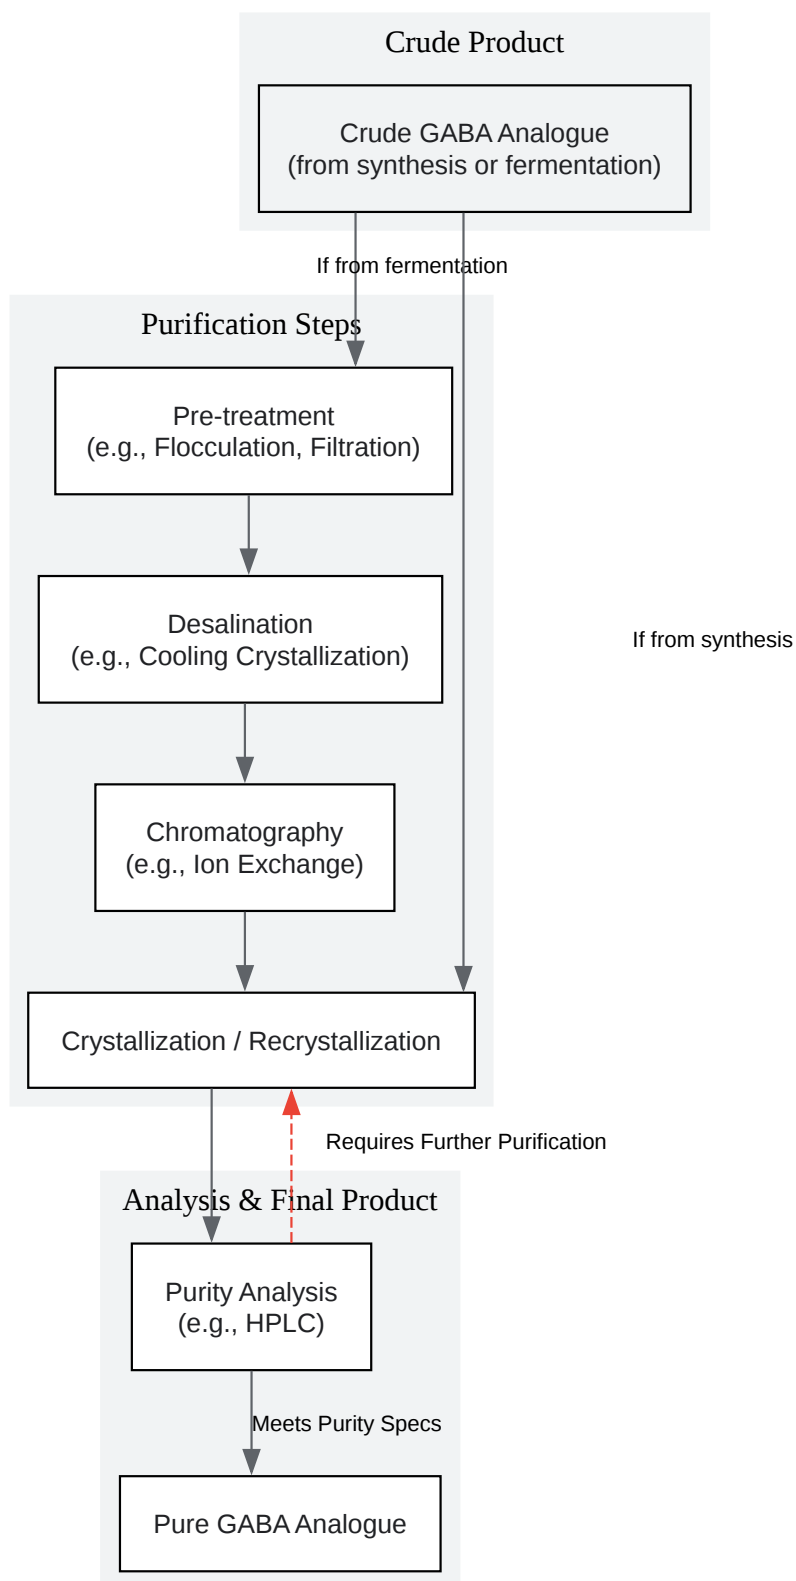 Crude Product
Crude GABA Analogue
(from synthesis or fermentation)
If from fermentation
Purification Steps
Pre-treatment
(e.g., Flocculation, Filtration)
Desalination
(e.g., Cooling Crystallization)
If from synthesis
Chromatography
(e.g., Ion Exchange)
Crystallization / Recrystallization
Requires Further Purification
Analysis & Final Product
Purity Analysis
(e.g., HPLC)
Meets Purity Specs
Pure GABA Analogue